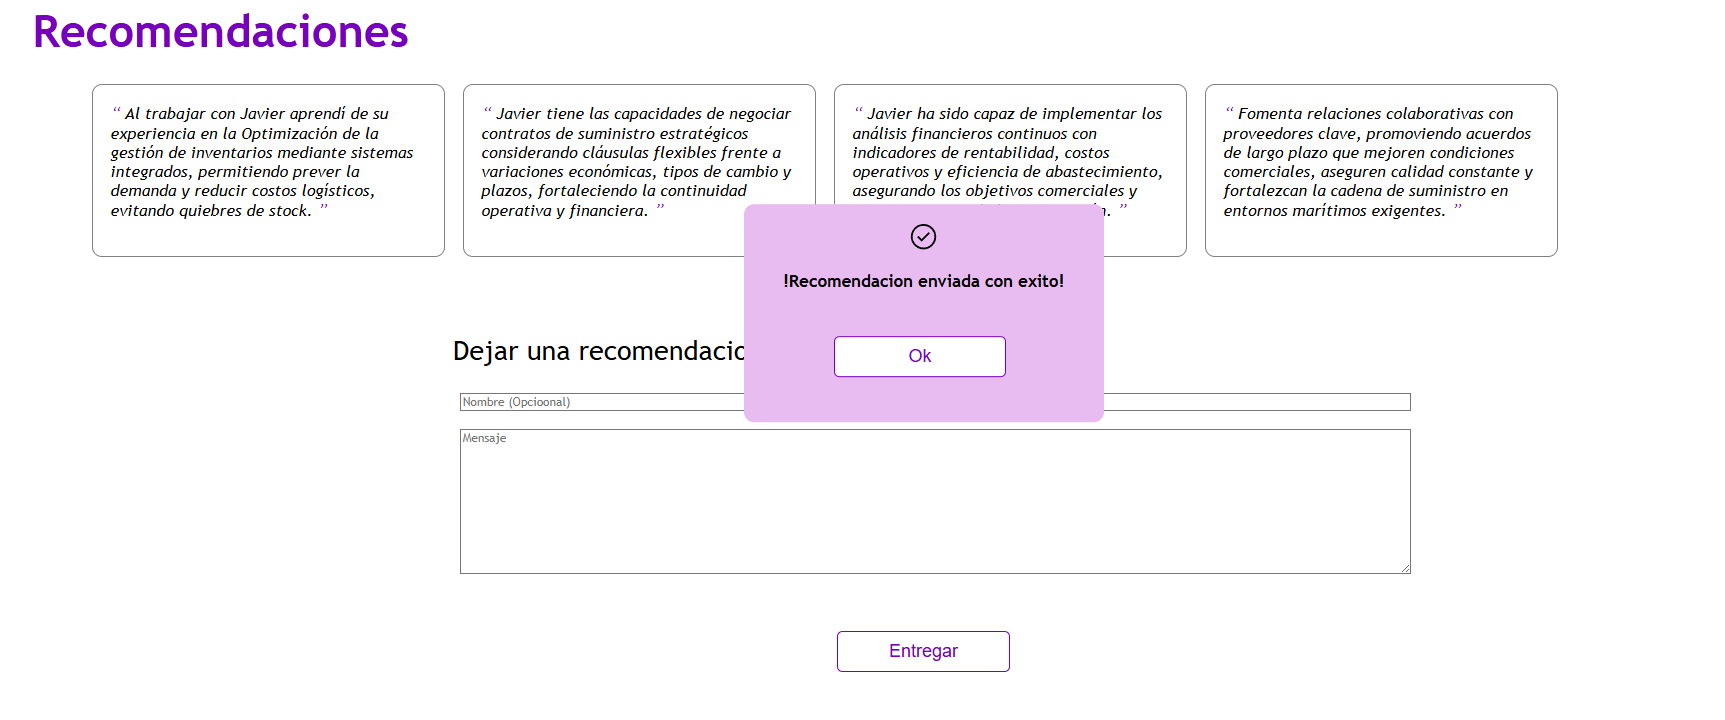 Recomendaciones
“ Al trabajar con Javier aprendí de su
experiencia en la Optimización de la
gestión de inventarios mediante sistemas
integrados, permitiendo prever la
demanda y reducir costos logísticos,
evitando quiebres de stock. ”
“ Javier tiene las capacidades de negociar
contratos de suministro estratégicos
considerando cláusulas flexibles frente a
variaciones económicas, tipos de cambio y
plazos, fortaleciendo la continuidad
operativa y financiera. ”
“ Javier ha sido capaz de implementar los
análisis financieros continuos con
indicadores de rentabilidad, costos
operativos y eficiencia de abastecimiento,
asegurando los objetivos comerciales y
”
“ Fomenta relaciones colaborativas con
proveedores clave, promoviendo acuerdos
de largo plazo que mejoren condiciones
comerciales, aseguren calidad constante y
fortalezcan la cadena de suministro en
entornos marítimos exigentes. ”
!Recomendacion enviada con exito!
Ok
Dejar una recomendacio
Nombre (Opcioonal)
Mensaje
Entregar